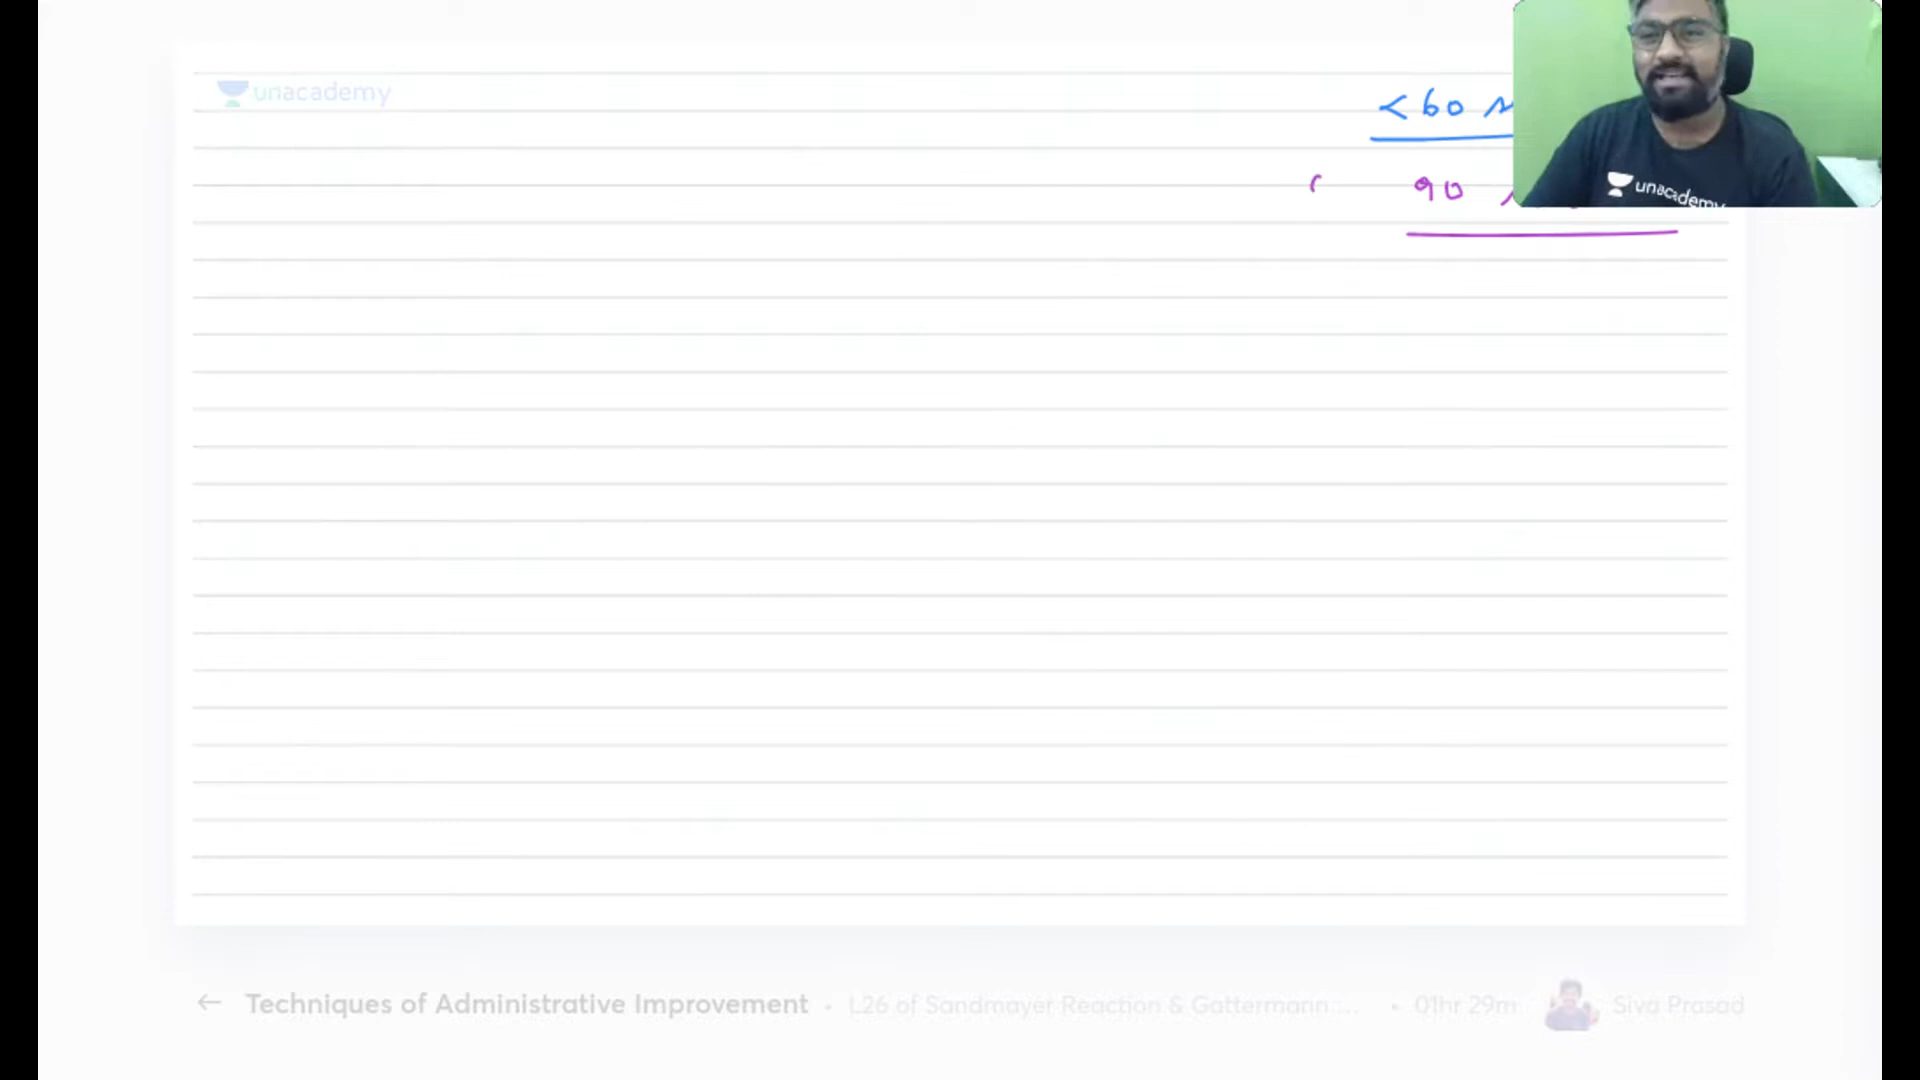 unacademy
<60
90
unacademy
← Techniques of Administrative Improvement • L26 of Sandmayer Reaction & Gattermann ... • 01hr 29m Siva Prasad